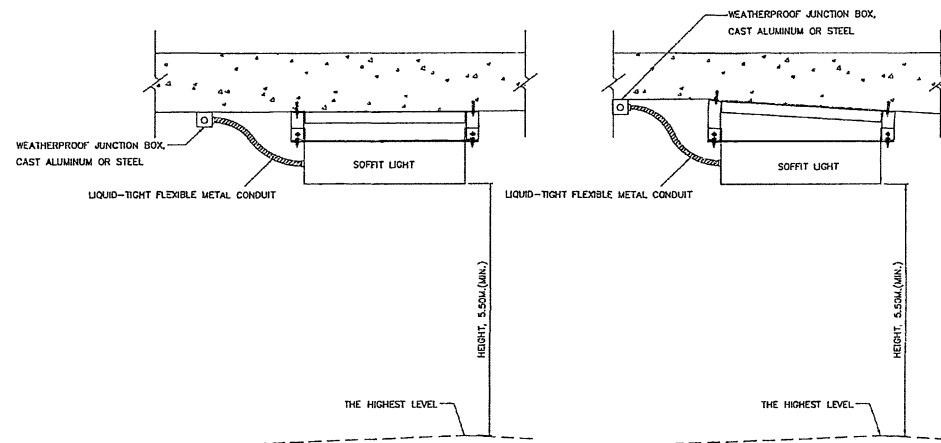 WEATHERPROOF JUNCTION BOX,
CAST ALUMINUM OR STEEL
WEATHERPROOF JUNCTION BOX,
CAST ALUMINUM OR STEEL
SOFFIT LIGHT
LIQUID-TIGHT FLEXIBLE METAL CONDUIT
HEIGHT, 5.50M.(MIN.)
THE HIGHEST LEVEL
SOFFIT LIGHT
LIQUID-TIGHT FLEXIBLE METAL CONDUIT
HEIGHT, 5.50M.(MIN.)
THE HIGHEST LEVEL